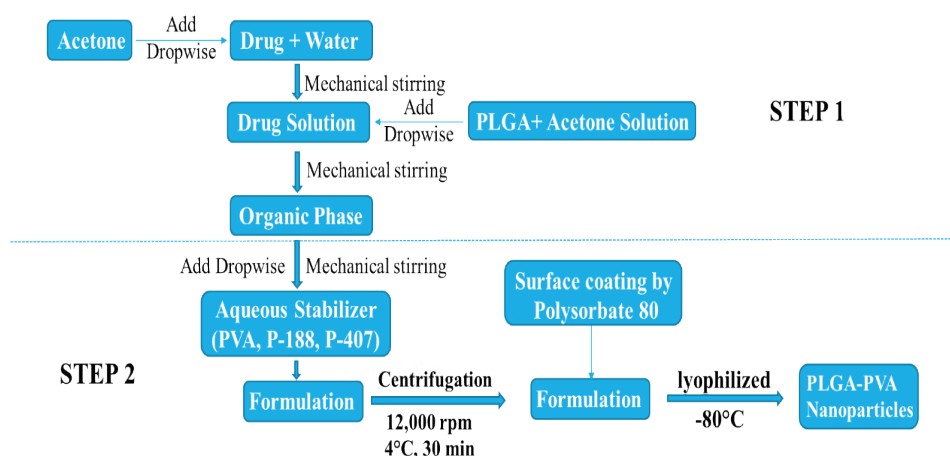 Acetone
Add
Dropwise
Drug + Water
Mechanical stirring
Drug Solution
Add
Dropwise
PLGA+ Acetone Solution
STEP 1
Mechanical stirring
Organic Phase
Add Dropwise
Mechanical stirring
Aqueous Stabilizer
(PVA, P-188, P-407)
Surface coating by
Polysorbate 80
STEP 2
Formulation
Centrifugation
12,000 rpm
4°C, 30 min
Formulation
lyophilized
-80°C
PLGA-PVA
Nanoparticles